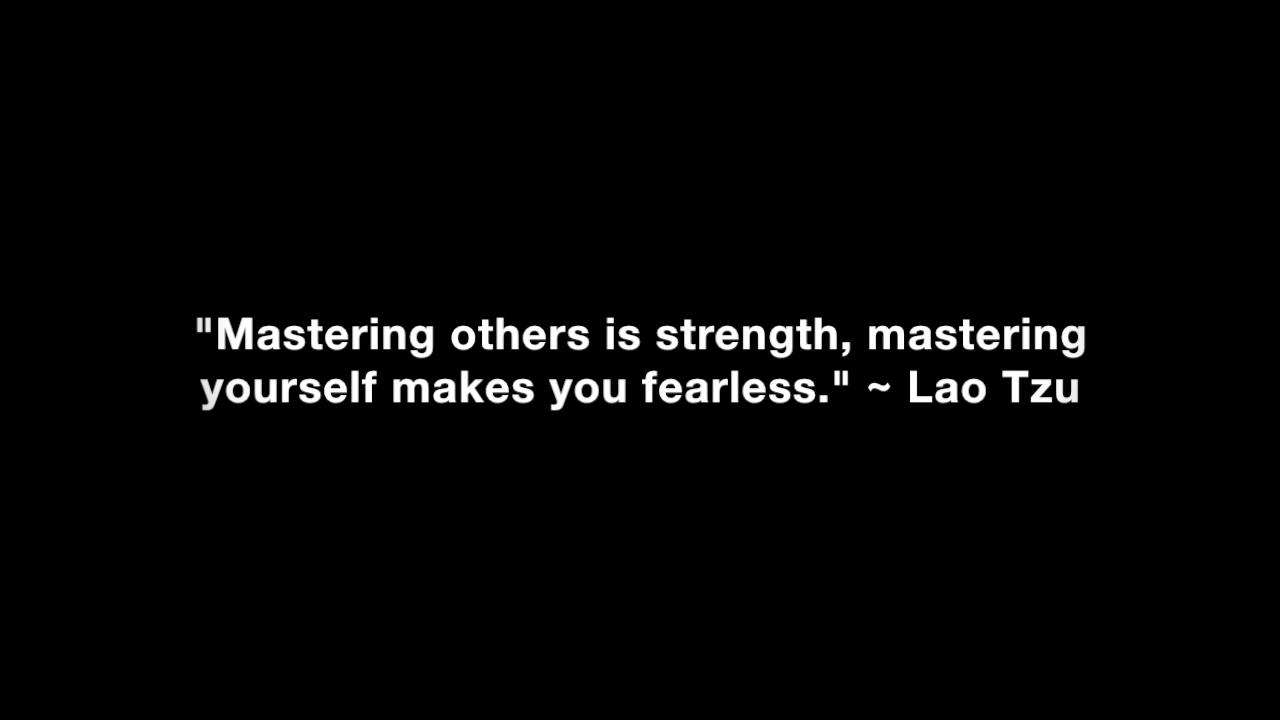 "Mastering others is strength, mastering
yourself makes you fearless." ~ Lao Tzu